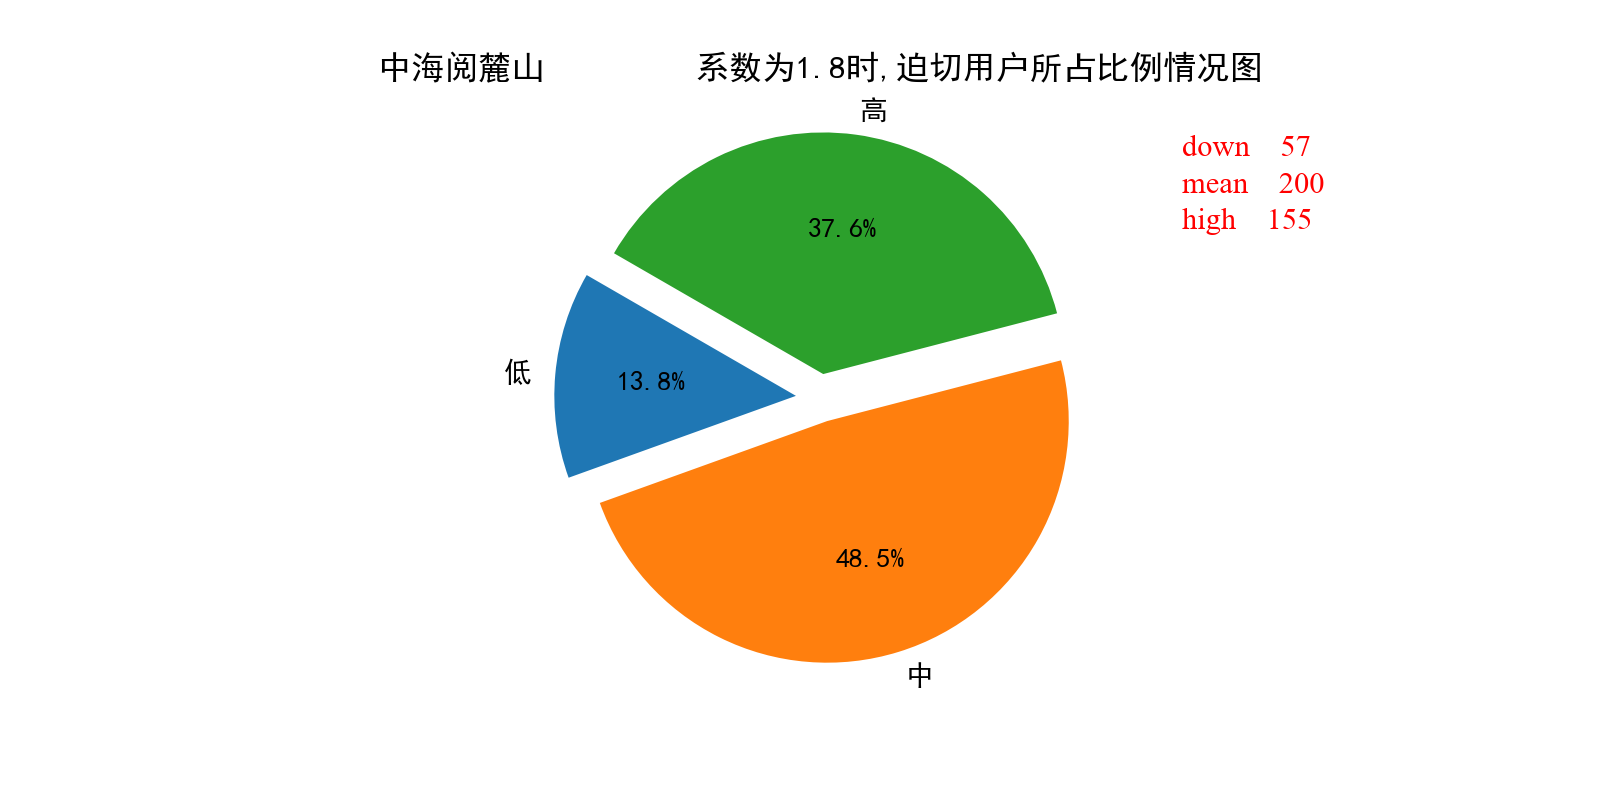 中海阅麓山 系数为1.8时,迫切用户所占比例情况图
高
down 57
mean 200
high 155
37.6%
低
13.8%
48.5%
中